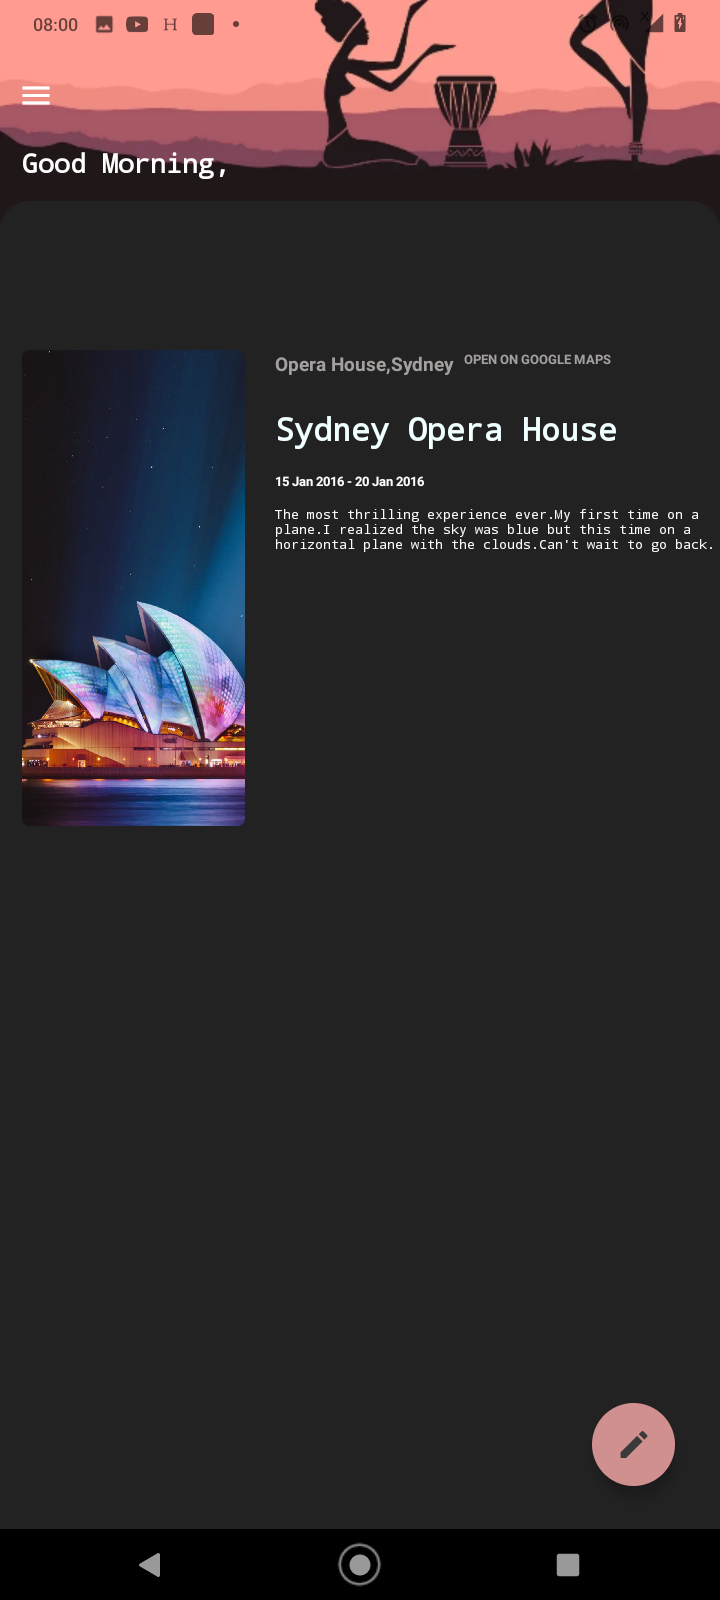 08:00 H
Good Morning,
Opera House,Sydney OPEN ON GOOGLE MAPS
Sydney Opera House
15 Jan 2016 - 20 Jan 2016
The most thrilling experience ever.My first time on a
plane.I realized the sky was blue but this time on a
horizontal plane with the clouds.Can't wait to go back.